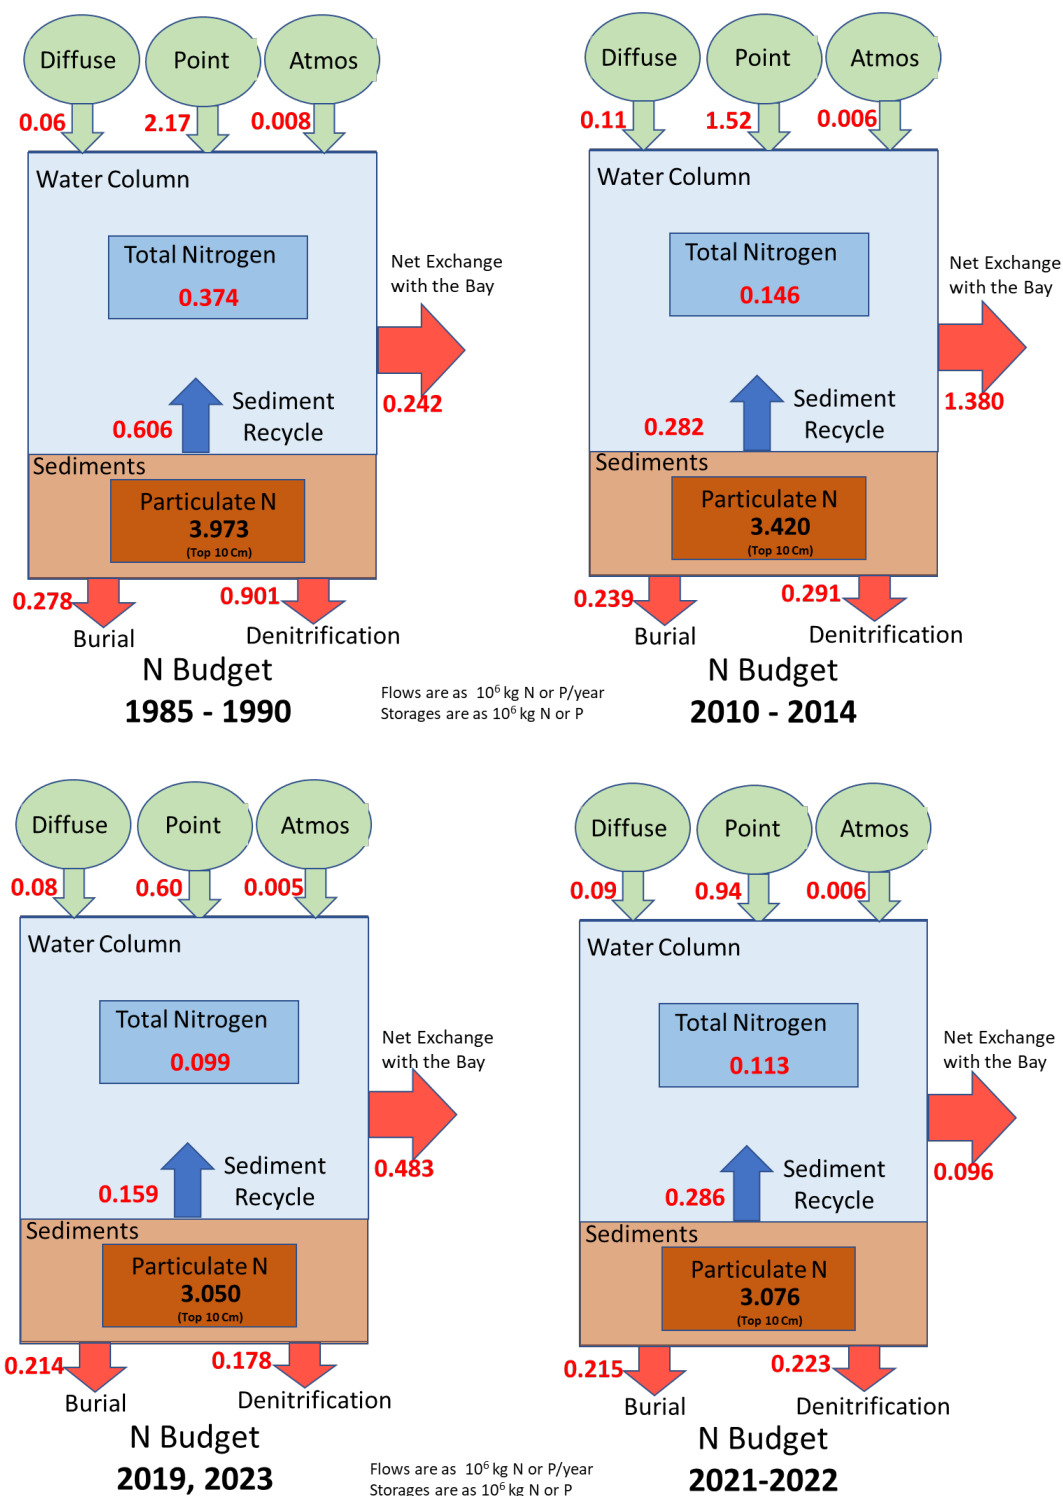 Diffuse Point Atmos
0.06 2.17 0.008
Water Column
Total Nitrogen
0.374
Net Exchange
with the Bay
0.242
Sediment
Recycle
0.606
Sediments
Particulate N
3.973
(Top 10 Cm)
0.278 0.901
Burial Denitrification
N Budget
1985 - 1990
Diffuse Point Atmos
0.11 1.52 0.006
Water Column
Total Nitrogen
0.146
Net Exchange
with the Bay
1.380
Sediment
Recycle
0.282
Sediments
Particulate N
3.420
(Top 10 Cm)
0.239 0.291
Burial Denitrification
N Budget
2010 - 2014
Flows are as 10⁶ kg N or P/year
Storages are as 10⁶ kg N or P
Diffuse Point Atmos
0.08 0.60 0.005
Water Column
Total Nitrogen
0.099
Net Exchange
with the Bay
0.483
Sediment
Recycle
0.159
Sediments
Particulate N
3.050
(Top 10 Cm)
0.214 0.178
Burial Denitrification
N Budget
2019, 2023
Diffuse Point Atmos
0.09 0.94 0.006
Water Column
Total Nitrogen
0.113
Net Exchange
with the Bay
0.096
Sediment
Recycle
0.286
Sediments
Particulate N
3.076
(Top 10 Cm)
0.215 0.223
Burial Denitrification
N Budget
2021-2022
Flows are as 10⁶ kg N or P/year
Storages are as 10⁶ kg N or P